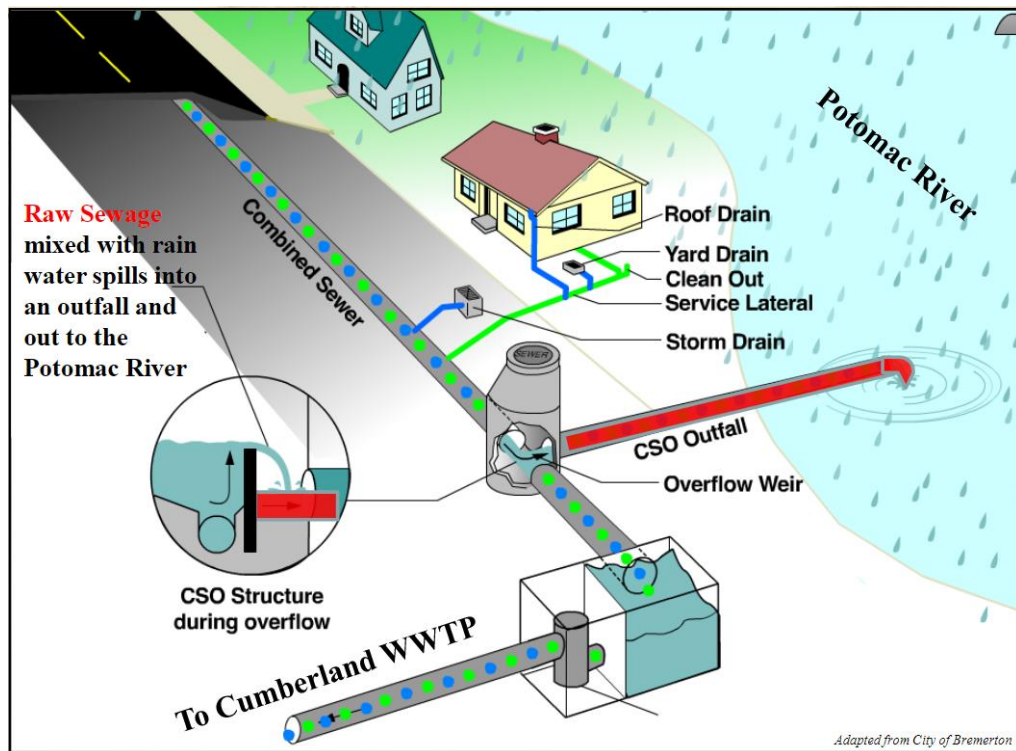 Potomac River
Raw Sewage
mixed with rain
water spills into
an outfall and
out to the
Potomac River
Combined Sewer
Roof Drain
Yard Drain
Clean Out
Service Lateral
Storm Drain
SEWER
CSO Outfall
Overflow Weir
CSO Structure
during overflow
To Cumberland WWTP
Adapted from City of Bremerton